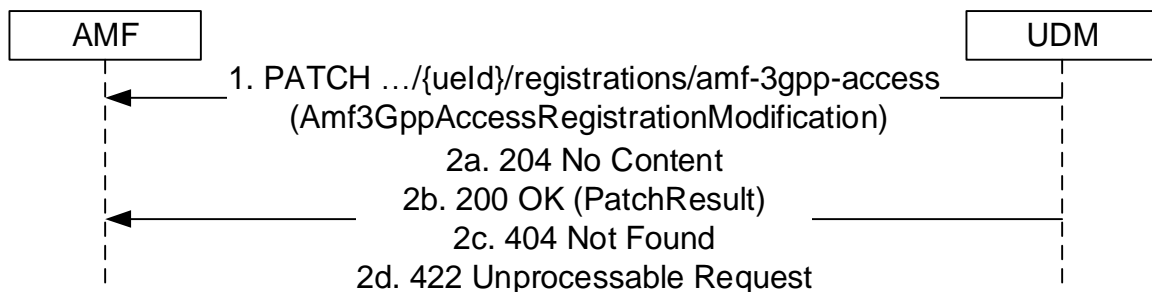 AMF
UDM
1. PATCH …/{ueId}/registrations/amf-3gpp-access
(Amf3GppAccessRegistrationModification)
2a. 204 No Content
2b. 200 OK (PatchResult)
2c. 404 Not Found
2d. 422 Unprocessable Request